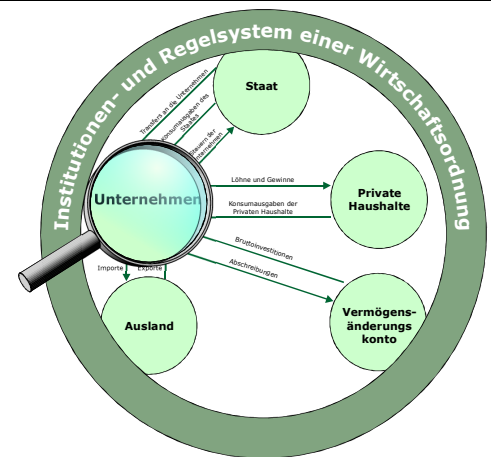 Institutionen- und Regelsystem einer Wirtschaftsordnung
Staat
Transfers an die Unternehmen
Konsumausgaben des
Staates
Steuern der
Unternehmen
Unternehmen
Löhne und Gewinne
Konsumausgaben der
Privaten Haushalte
Private
Haushalte
Bruttoinvestitionen
Abschreibungen
Importe
Exporte
Ausland
Vermögens-
änderungs
konto